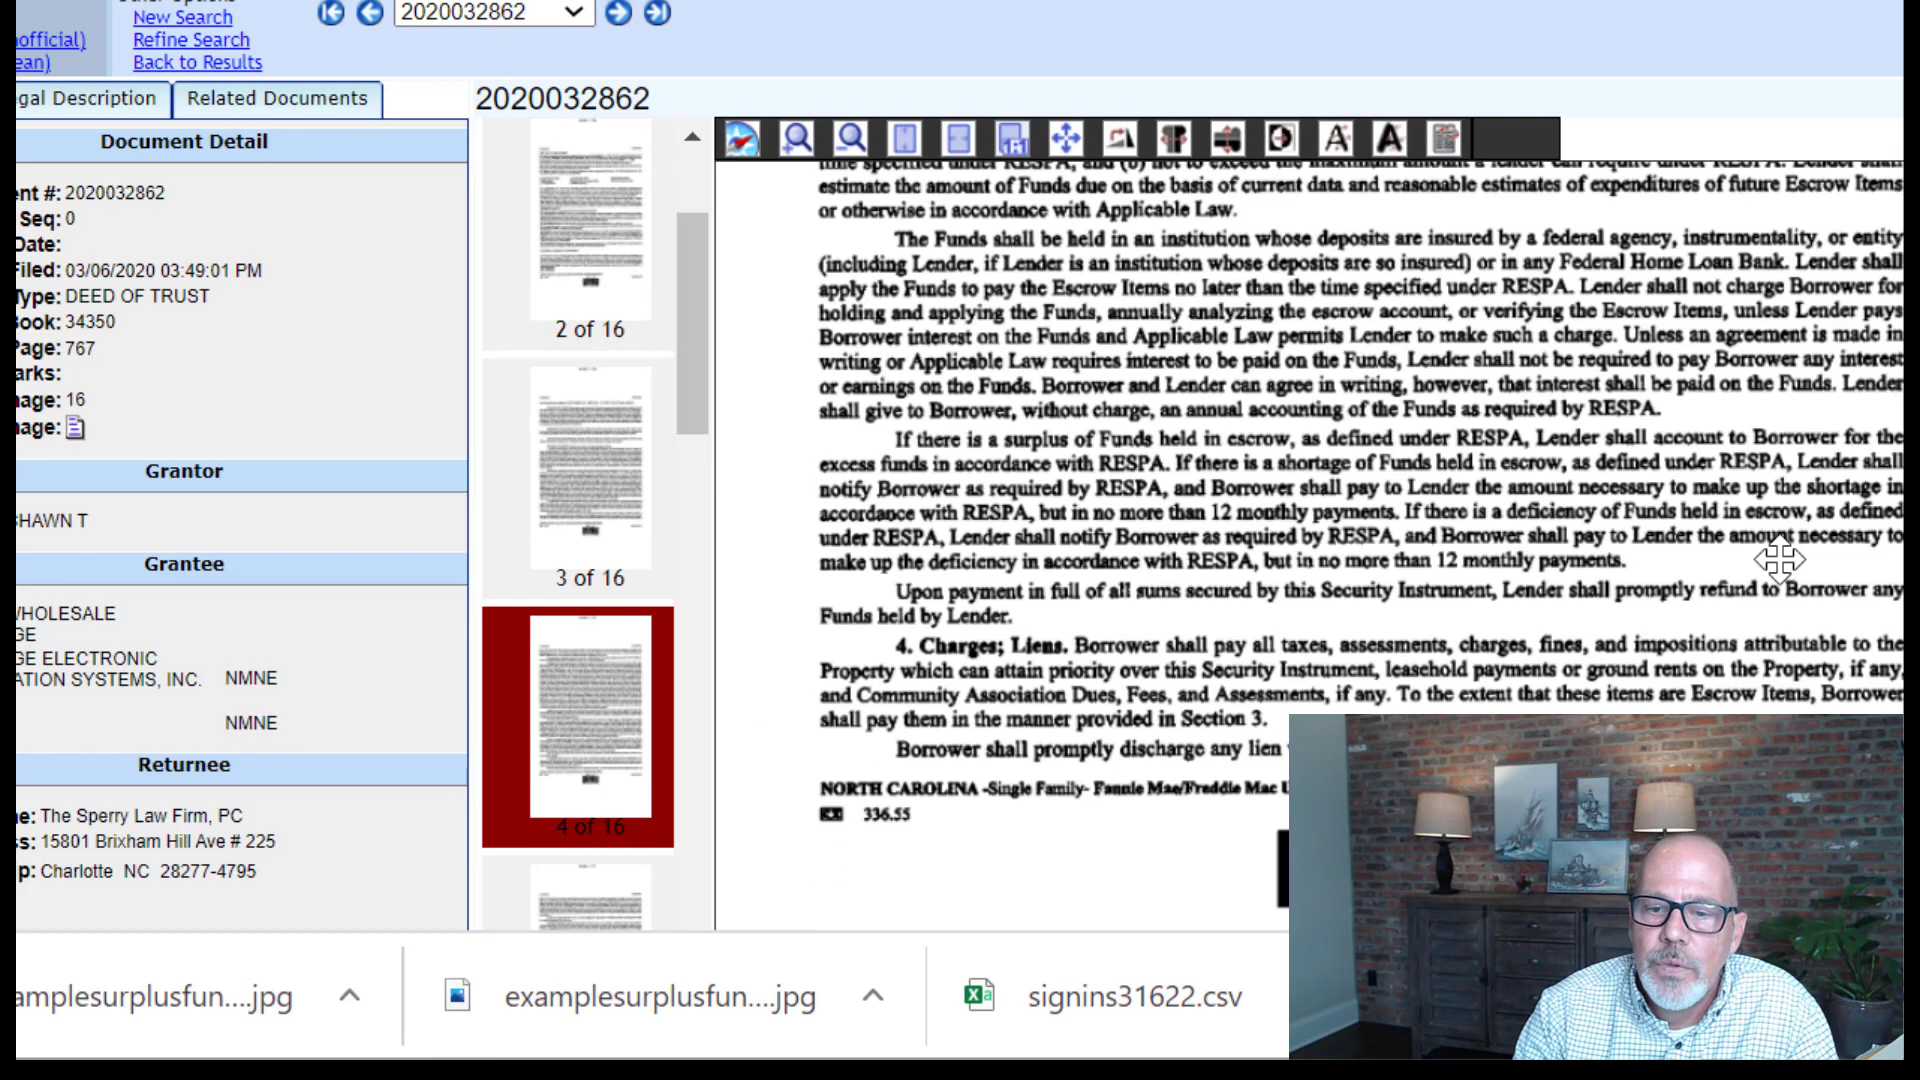 New Search
2020032862
official)
Refine Search
ean)
Back to Results
gal Description
Related Documents
2020032862
Document Detail
ent #: 2020032862
Seq: 0
Date:
Filed: 03/06/2020 03:49:01 PM
Type: DEED OF TRUST
Book: 34350
Page: 767
arks:
mage: 16
mage:
Grantor
SHAWN T
Grantee
WHOLESALE
GE
GE ELECTRONIC
ATION SYSTEMS, INC. NMNE
NMNE
Returnee
e: The Sperry Law Firm, PC
ss: 15801 Brixham Hill Ave # 225
p: Charlotte NC 28277-4795
2 of 16
3 of 16
4 of 16
time specified under RESPA, and (b) not to exceed the maximum amount a lender can require under RESPA. Lender shall
estimate the amount of Funds due on the basis of current data and reasonable estimates of expenditures of future Escrow Items
or otherwise in accordance with Applicable Law.
The Funds shall be held in an institution whose deposits are insured by a federal agency, instrumentality, or entity
(including Lender, if Lender is an institution whose deposits are so insured) or in any Federal Home Loan Bank. Lender shall
apply the Funds to pay the Escrow Items no later than the time specified under RESPA. Lender shall not charge Borrower for
holding and applying the Funds, annually analyzing the escrow account, or verifying the Escrow Items, unless Lender pays
Borrower interest on the Funds and Applicable Law permits Lender to make such a charge. Unless an agreement is made in
writing or Applicable Law requires interest to be paid on the Funds, Lender shall not be required to pay Borrower any interest
or earnings on the Funds. Borrower and Lender can agree in writing, however, that interest shall be paid on the Funds. Lender
shall give to Borrower, without charge, an annual accounting of the Funds as required by RESPA.
If there is a surplus of Funds held in escrow, as defined under RESPA, Lender shall account to Borrower for the
excess funds in accordance with RESPA. If there is a shortage of Funds held in escrow, as defined under RESPA, Lender shall
notify Borrower as required by RESPA, and Borrower shall pay to Lender the amount necessary to make up the shortage in
accordance with RESPA, but in no more than 12 monthly payments. If there is a deficiency of Funds held in escrow, as defined
under RESPA, Lender shall notify Borrower as required by RESPA, and Borrower shall pay to Lender the amount necessary to
make up the deficiency in accordance with RESPA, but in no more than 12 monthly payments.
Upon payment in full of all sums secured by this Security Instrument, Lender shall promptly refund to Borrower any
Funds held by Lender.
4. Charges; Liens. Borrower shall pay all taxes, assessments, charges, fines, and impositions attributable to the
Property which can attain priority over this Security Instrument, leasehold payments or ground rents on the Property, if any,
and Community Association Dues, Fees, and Assessments, if any. To the extent that these items are Escrow Items, Borrower
shall pay them in the manner provided in Section 3.
Borrower shall promptly discharge any lien
NORTH CAROLINA -Single Family- Fannie Mae/Freddie Mac U
336.55
amplesurplusfun....jpg
examplesurplusfun....jpg
signins31622.csv